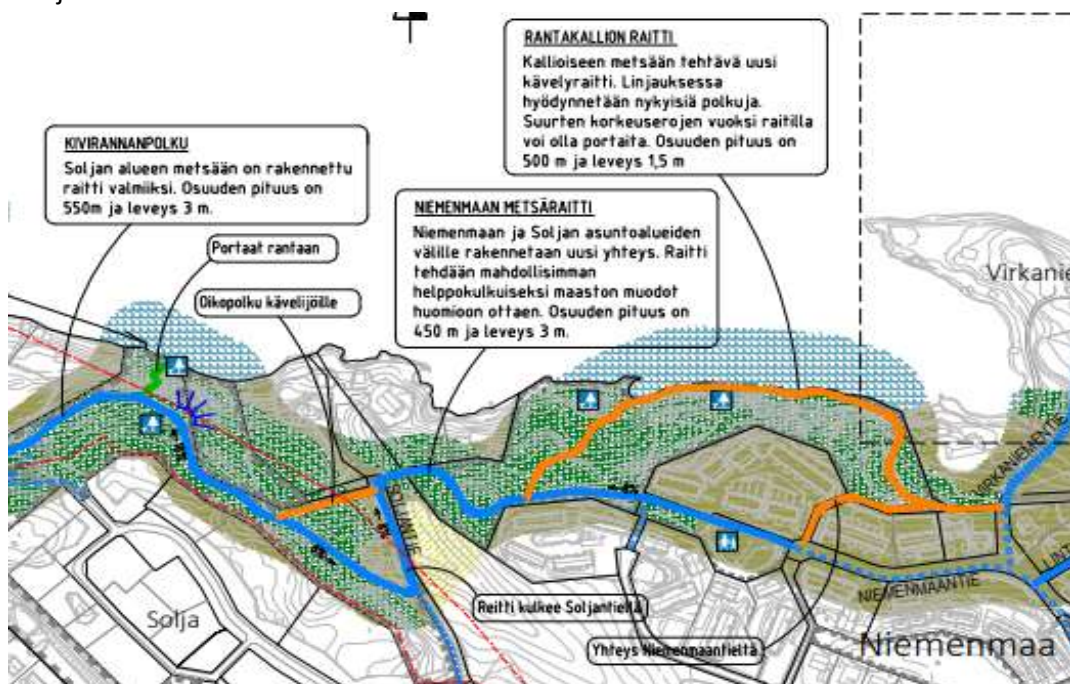 RANTAKALLION RAITTI
Kallioiseen metsään tehtävä uusi
kävelyraitti. Linjauksessa
hyödynnetään nykyisiä polkuja.
Suurten korkeuserojen vuoksi raitilla
voi olla portaita. Osuuden pituus on
500 m ja leveys 1,5 m
KIVIRANNANPOLKU
Soljan alueen metsään on rakennettu
raitti valmiiksi. Osuuden pituus on
550m ja leveys 3 m.
NIEMENMAAN METSÄRAITTI
Niemenmaan ja Soljan asuntoalueiden
välille rakennetaan uusi yhteys. Raitti
tehdään mahdollisimman
helppokulkuiseksi maaston muodot
huomioon ottaen. Osuuden pituus on
450 m ja leveys 3 m.
Portaat rantaan
Oikopolku kävelijöille
Virkanie
VIRKANIEMENTIE
SOLJANTIE
NIEMENMAANTIE
LINT
Reitti kulkee Soljantieltä
Solja
Yhteys Niemenmaantieltä
Niemenmaa